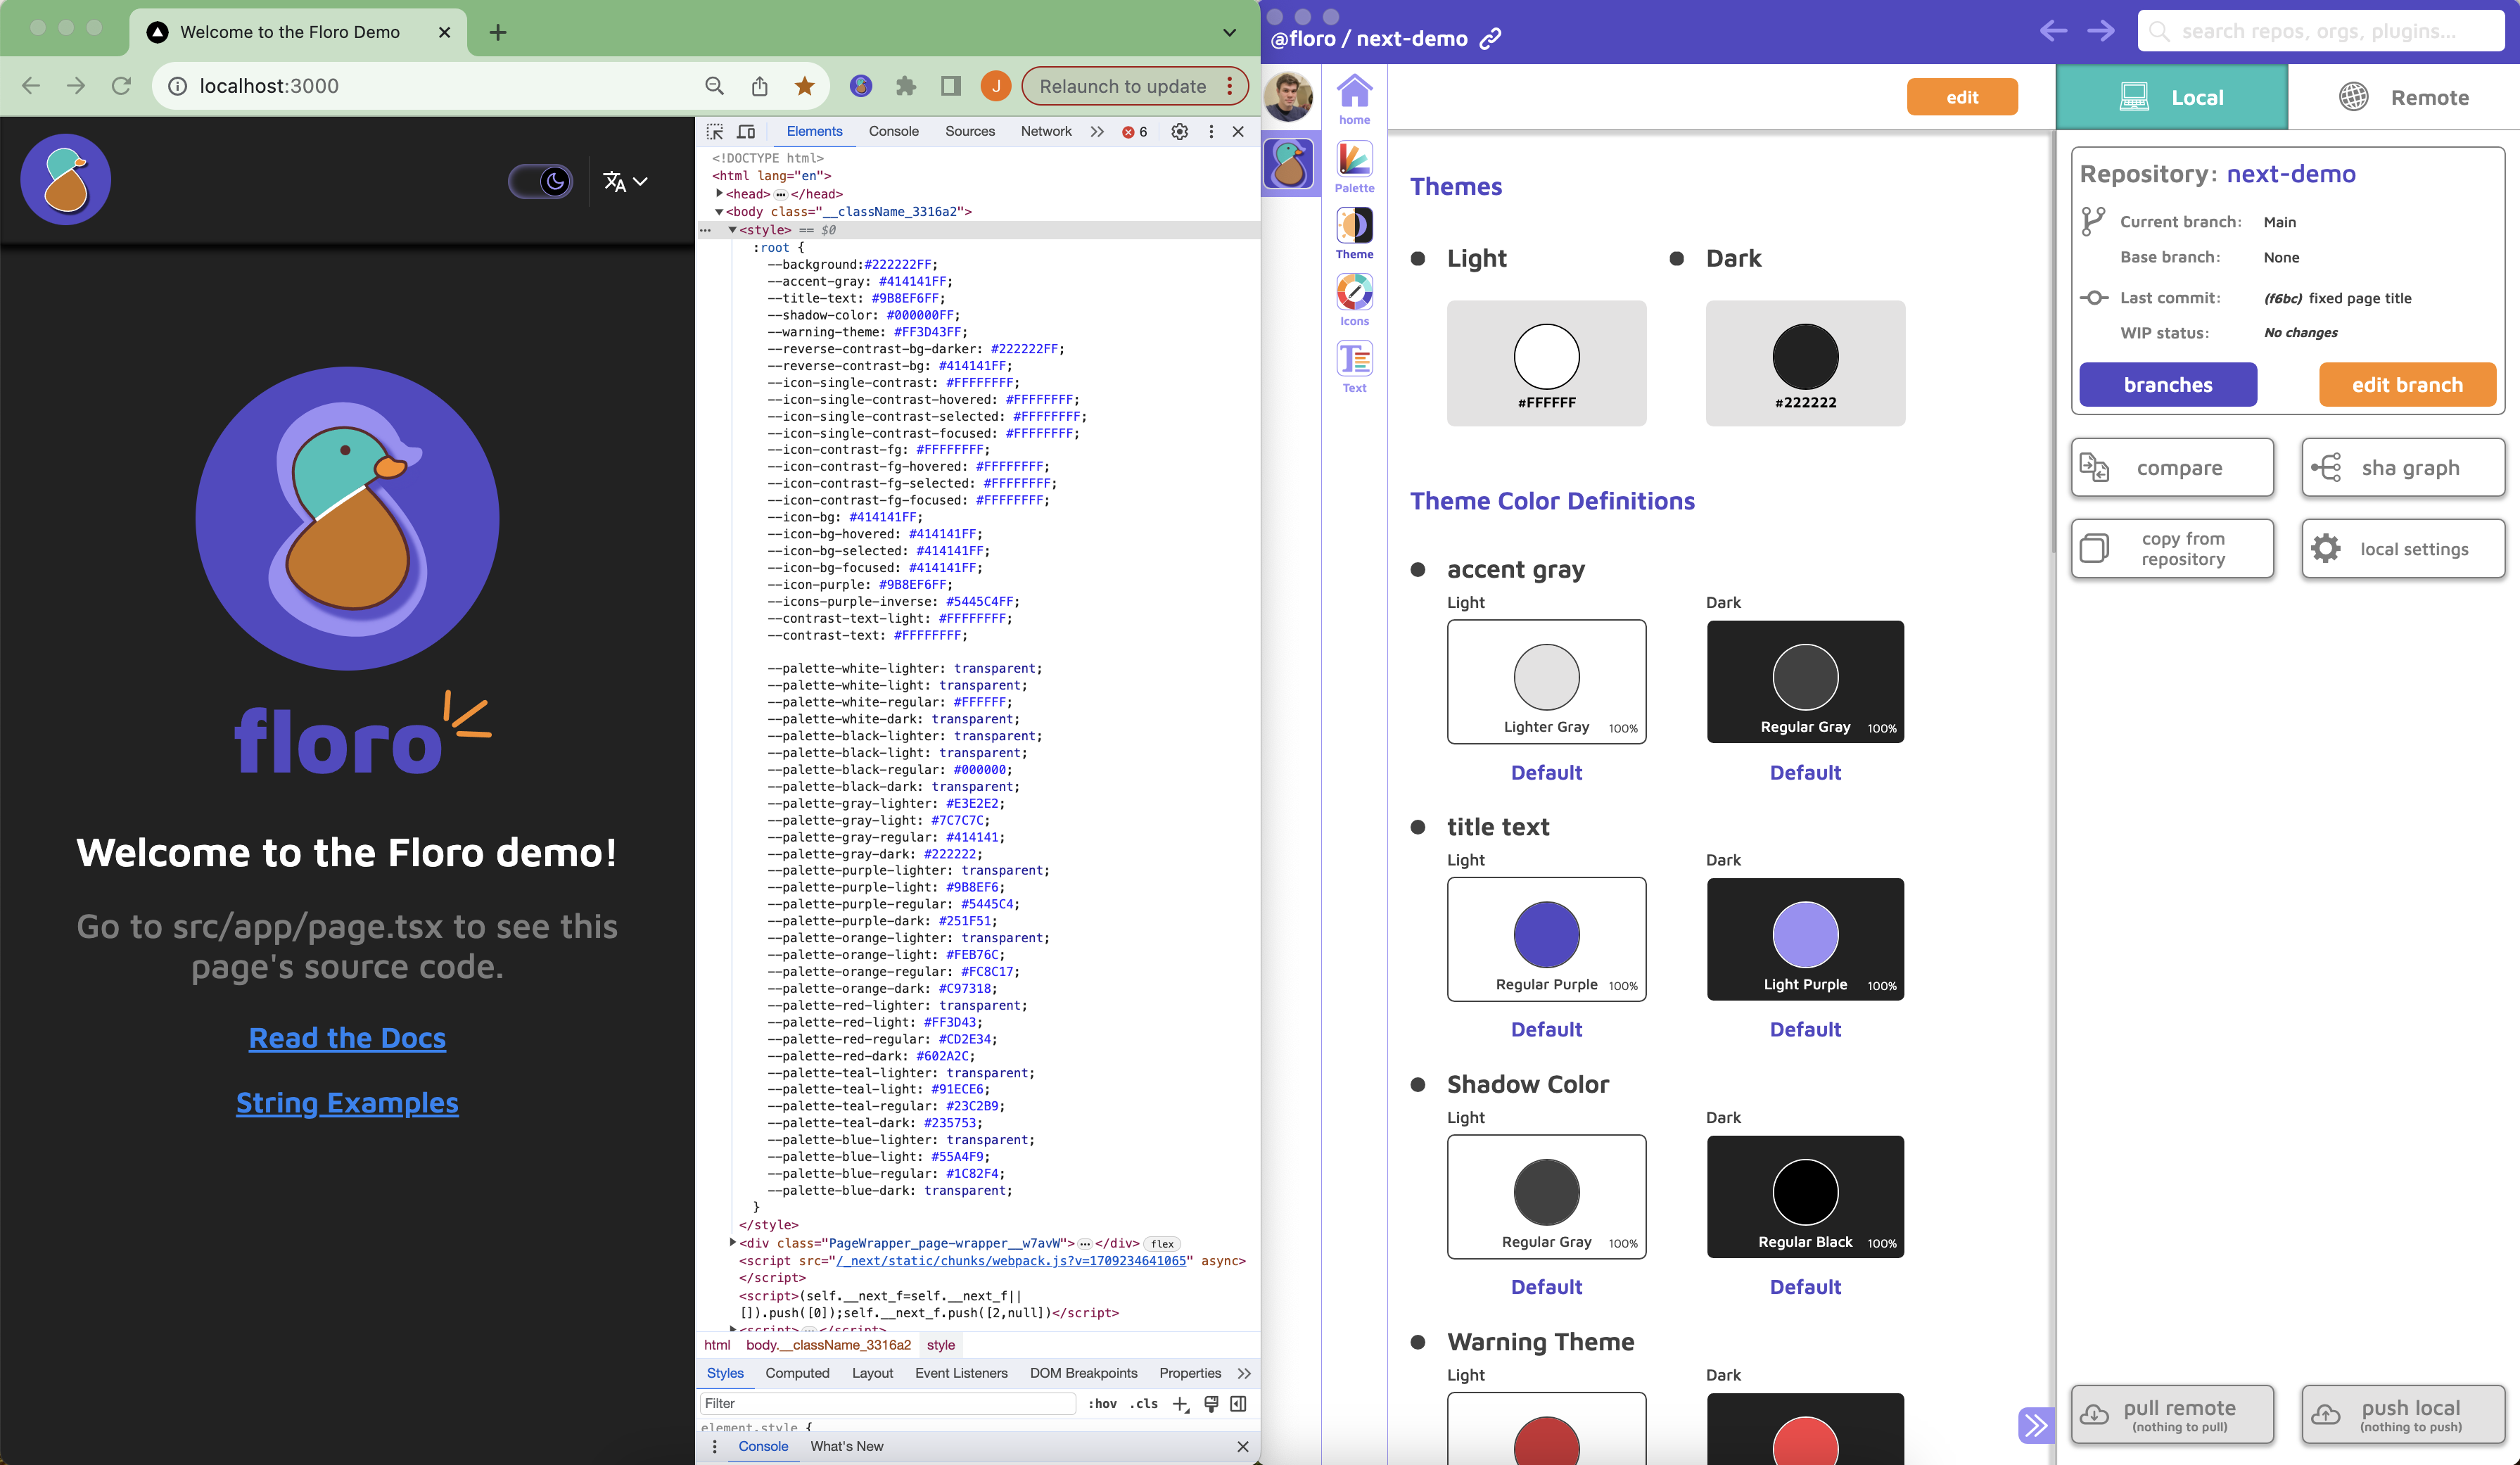 Welcome to the Floro Demo
localhost:3000
J
Relaunch to update
floro
Welcome to the Floro demo!
Go to src/app/page.tsx to see this
page's source code.
Read the Docs
String Examples
Elements Console Sources Network 6
<!DOCTYPE html>
<html lang="en">
<head> </head>
<body class="__className_3316a2">
<style> == $0
:root {
--background:#222222FF;
--accent-gray: #414141FF;
--title-text: #9B8EF6FF;
--shadow-color: #000000FF;
--warning-theme: #FF3D43FF;
--reverse-contrast-bg-darker: #222222FF;
--reverse-contrast-bg: #414141FF;
--icon-single-contrast: #FFFFFFFF;
--icon-single-contrast-hovered: #FFFFFFFF;
--icon-single-contrast-selected: #FFFFFFFF;
--icon-single-contrast-focused: #FFFFFFFF;
--icon-contrast-fg: #FFFFFFFF;
--icon-contrast-fg-hovered: #FFFFFFFF;
--icon-contrast-fg-selected: #FFFFFFFF;
--icon-contrast-fg-focused: #FFFFFFFF;
--icon-bg: #414141FF;
--icon-bg-hovered: #414141FF;
--icon-bg-selected: #414141FF;
--icon-bg-focused: #414141FF;
--icon-purple: #9B8EF6FF;
--icons-purple-inverse: #5445C4FF;
--contrast-text-light: #FFFFFFFF;
--contrast-text: #FFFFFFFF;
--palette-white-lighter: transparent;
--palette-white-light: transparent;
--palette-white-regular: #FFFFFF;
--palette-white-dark: transparent;
--palette-black-lighter: transparent;
--palette-black-light: transparent;
--palette-black-regular: #000000;
--palette-black-dark: transparent;
--palette-gray-lighter: #E3E2E2;
--palette-gray-light: #7C7C7C;
--palette-gray-regular: #414141;
--palette-gray-dark: #222222;
--palette-purple-lighter: transparent;
--palette-purple-light: #9B8EF6;
--palette-purple-regular: #5445C4;
--palette-purple-dark: #251F51;
--palette-orange-lighter: transparent;
--palette-orange-light: #FEB76C;
--palette-orange-regular: #FC8C17;
--palette-orange-dark: #C97318;
--palette-red-lighter: transparent;
--palette-red-light: #FF3D43;
--palette-red-regular: #CD2E34;
--palette-red-dark: #602A2C;
--palette-teal-lighter: transparent;
--palette-teal-light: #91ECE6;
--palette-teal-regular: #23C2B9;
--palette-teal-dark: #235753;
--palette-blue-lighter: transparent;
--palette-blue-light: #55A4F9;
--palette-blue-regular: #1C82F4;
--palette-blue-dark: transparent;
}
</style>
<div class="PageWrapper_page-wrapper__w7avW"> </div> flex
<script src="/_next/static/chunks/webpack.js?v=1709234641065" async>
</script>
<script>(self.__next_f=self.__next_f||
[]).push([0]);self.__next_f.push([2,null])</script>
<script> </script>
html body.__className_3316a2 style
Styles Computed Layout Event Listeners DOM Breakpoints Properties
Filter :hov .cls
element.style {
Console What's New
@floro / next-demo
search repos, orgs, plugins...
home
Palette
Theme
Icons
Text
edit
Themes
Light Dark
#FFFFFF #222222
Theme Color Definitions
accent gray
Light Dark
Lighter Gray 100% Regular Gray 100%
Default Default
title text
Light Dark
Regular Purple 100% Light Purple 100%
Default Default
Shadow Color
Light Dark
Regular Gray 100% Regular Black 100%
Default Default
Warning Theme
Light Dark
Local Remote
Repository: next-demo
Current branch: Main
Base branch: None
Last commit: (f6bc) fixed page title
WIP status: No changes
branches edit branch
compare sha graph
copy from
repository
local settings
pull remote
(nothing to pull)
push local
(nothing to push)